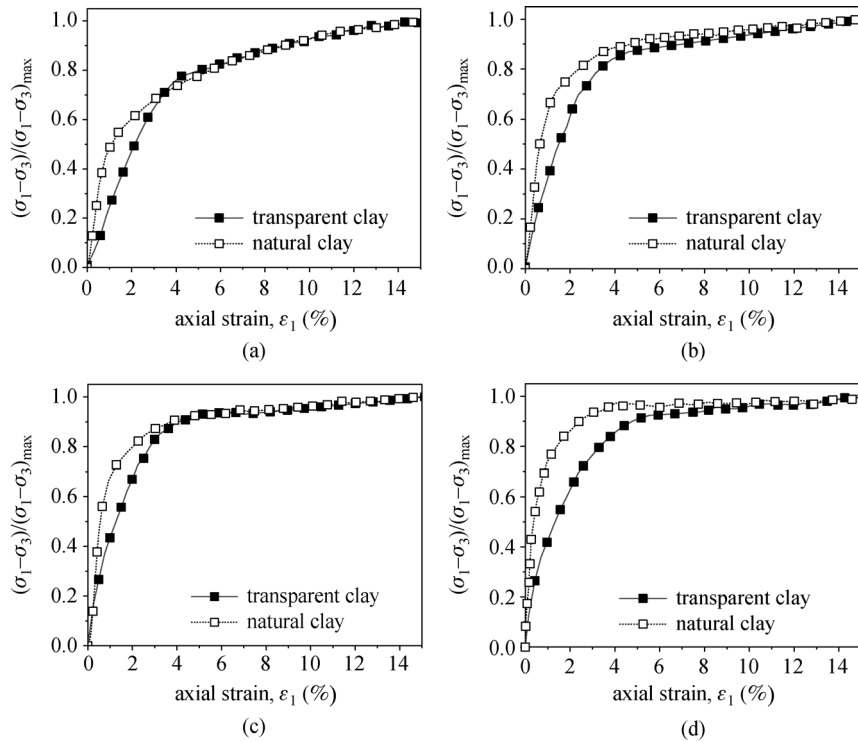 (σ₁−σ₃)/(σ₁−σ₃)max
1.0
0.8
0.6
0.4
0.2
0.0
transparent clay
natural clay
0 2 4 6 8 10 12 14
axial strain, ε₁ (%)
(a)
(σ₁−σ₃)/(σ₁−σ₃)max
1.0
0.8
0.6
0.4
0.2
0.0
transparent clay
natural clay
0 2 4 6 8 10 12 14
axial strain, ε₁ (%)
(b)
(σ₁−σ₃)/(σ₁−σ₃)max
1.0
0.8
0.6
0.4
0.2
0.0
transparent clay
natural clay
0 2 4 6 8 10 12 14
axial strain, ε₁ (%)
(c)
(σ₁−σ₃)/(σ₁−σ₃)max
1.0
0.8
0.6
0.4
0.2
0.0
transparent clay
natural clay
0 2 4 6 8 10 12 14
axial strain, ε₁ (%)
(d)